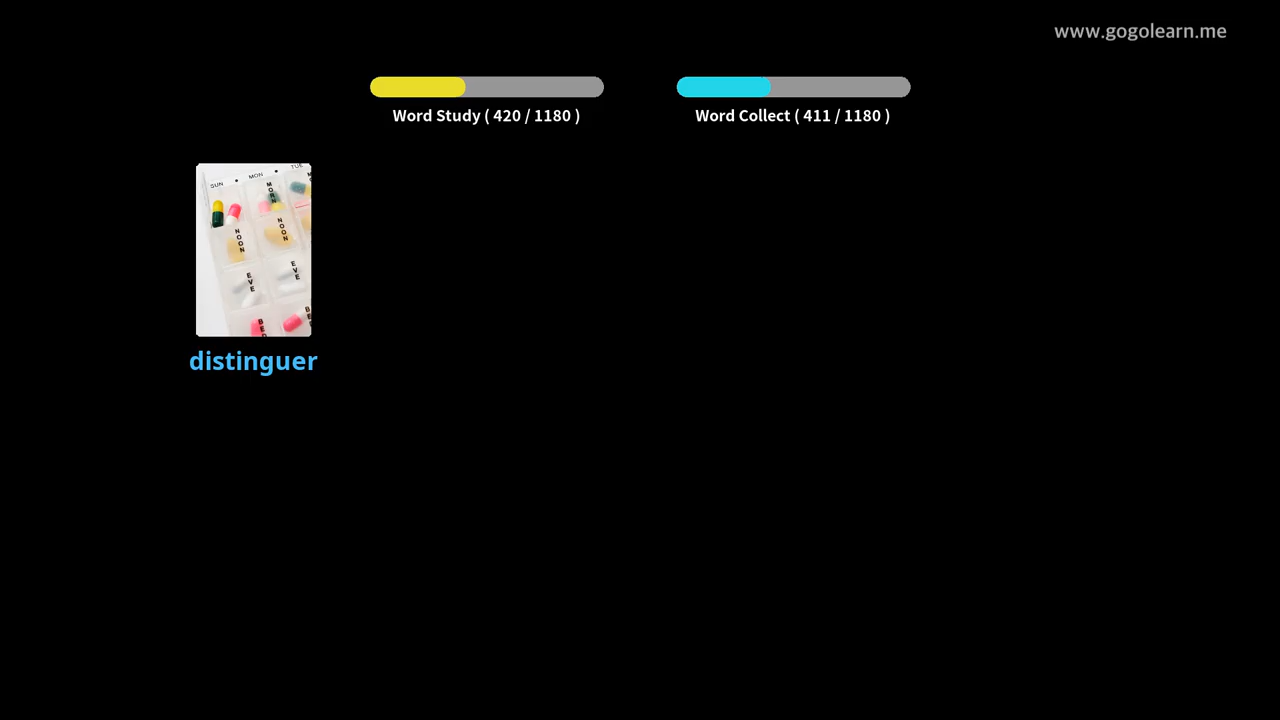 www.gogolearn.me
Word Study ( 420 / 1180 )
Word Collect ( 411 / 1180 )
SUN
MON
TUE
MORN
NOON
NOON
EVE
EVE
distinguer